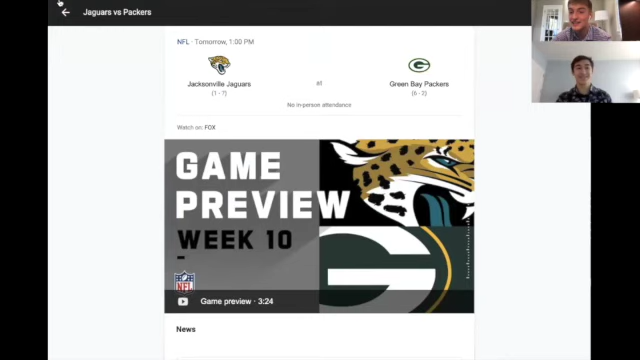 Jaguars vs Packers
NFL · Tomorrow, 1:00 PM
Jacksonville Jaguars
at
Green Bay Packers
(1 - 7)
(6 - 2)
No in-person attendance
Watch on: FOX
GAME
PREVIEW
WEEK 10
NFL
Game preview · 3:24
News